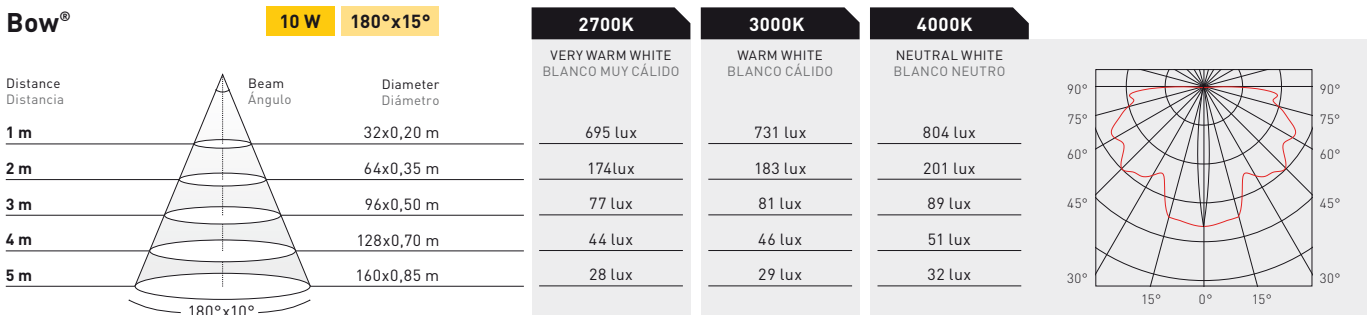 Bow®
10 W
180°x15°
2700K
3000K
4000K
VERY WARM WHITE
BLANCO MUY CÁLIDO
WARM WHITE
BLANCO CÁLIDO
NEUTRAL WHITE
BLANCO NEUTRO
Distance
Distancia
Beam
Ángulo
Diameter
Diámetro
1 m 32x0,20 m 695 lux 731 lux 804 lux
2 m 64x0,35 m 174lux 183 lux 201 lux
3 m 96x0,50 m 77 lux 81 lux 89 lux
4 m 128x0,70 m 44 lux 46 lux 51 lux
5 m 160x0,85 m 28 lux 29 lux 32 lux
180°x10°
90° 90°
75° 75°
60° 60°
45° 45°
30° 30°
15° 0° 15°